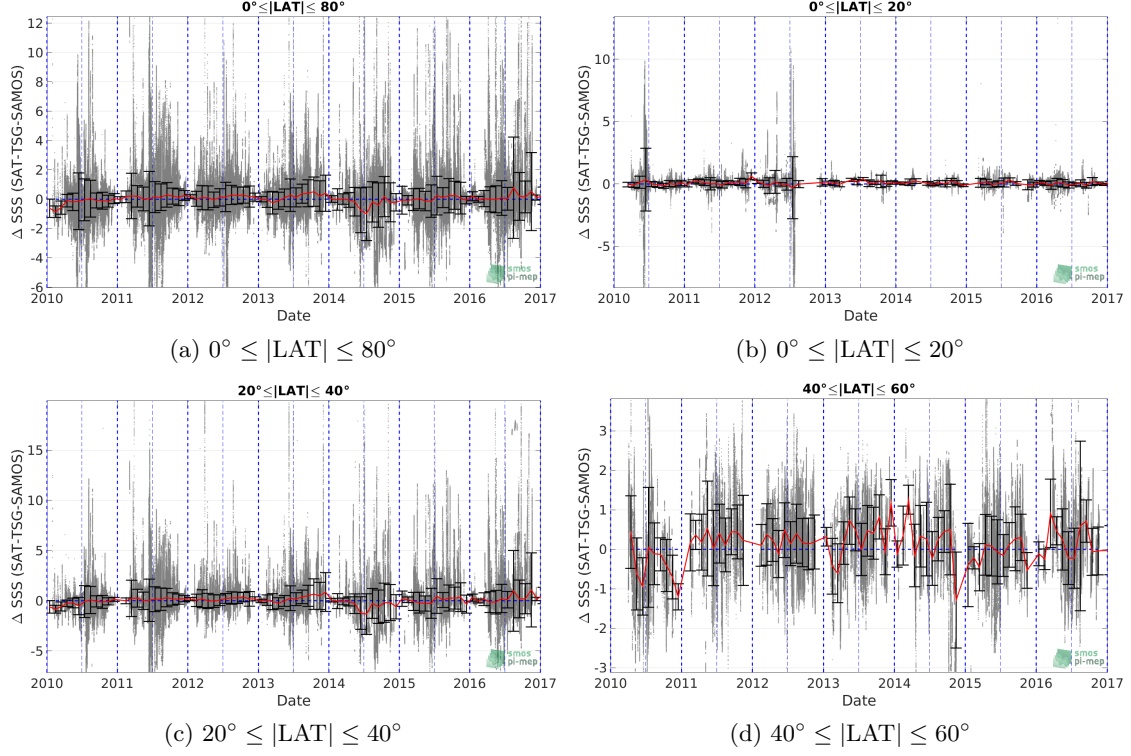 0°≤|LAT|≤ 80°
Δ SSS (SAT-TSG-SAMOS)
12
10
8
6
4
2
0
-2
-4
-6
2010 2011 2012 2013 2014 2015 2016 2017
Date
smos
pi-mep
(a) 0° ≤ |LAT| ≤ 80°
0°≤|LAT|≤ 20°
Δ SSS (SAT-TSG-SAMOS)
10
5
0
-5
2010 2011 2012 2013 2014 2015 2016 2017
Date
smos
pi-mep
(b) 0° ≤ |LAT| ≤ 20°
20°≤|LAT|≤ 40°
Δ SSS (SAT-TSG-SAMOS)
15
10
5
0
-5
2010 2011 2012 2013 2014 2015 2016 2017
Date
smos
pi-mep
(c) 20° ≤ |LAT| ≤ 40°
40°≤|LAT|≤ 60°
Δ SSS (SAT-TSG-SAMOS)
3
2
1
0
-1
-2
-3
2010 2011 2012 2013 2014 2015 2016 2017
Date
smos
pi-mep
(d) 40° ≤ |LAT| ≤ 60°